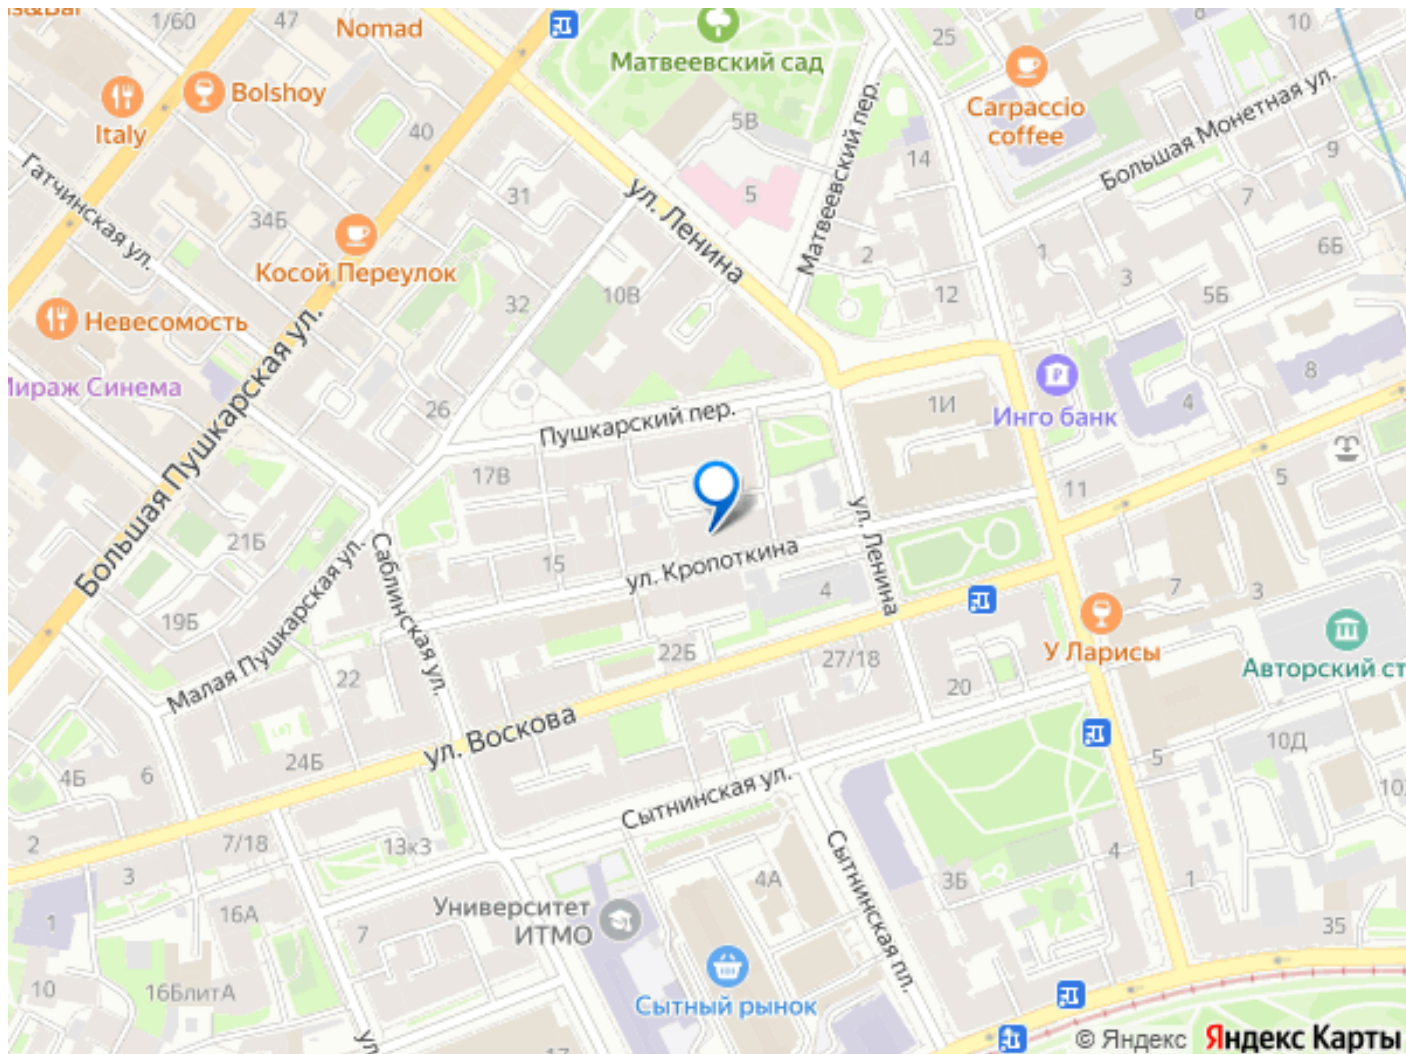 1/60
47
Nomad
Матвеевский сад
25
10
Italy
Bolshoy
40
5В
Carpaccio
coffee
Большая Монетная ул.
Гатчинская ул.
31
5
14
Матвеевский пер.
9
7
34Б
ул. Ленина
Косой Переулок
2
1
6Б
Невесомость
32
10В
12
3
5Б
Большая Пушкарская ул.
8
26
Пушкарский пер.
1И
Инго банк
4
17В
11
5
21Б
ул. Ленина
15
ул. Кропоткина
4
7
3
19Б
Малая Пушкарская ул.
Саблинская ул.
22
22Б
27/18
20
У Ларисы
24Б
ул. Воскова
4Б
6
10Д
5
Сытнинская ул.
2
7/18
13к3
4
3
16А
Сытнинская пл.
4А
3Б
1
1
7
Университет
ИТМО
35
10
16БлитА
Сытный рынок
© Яндекс
Яндекс Карты